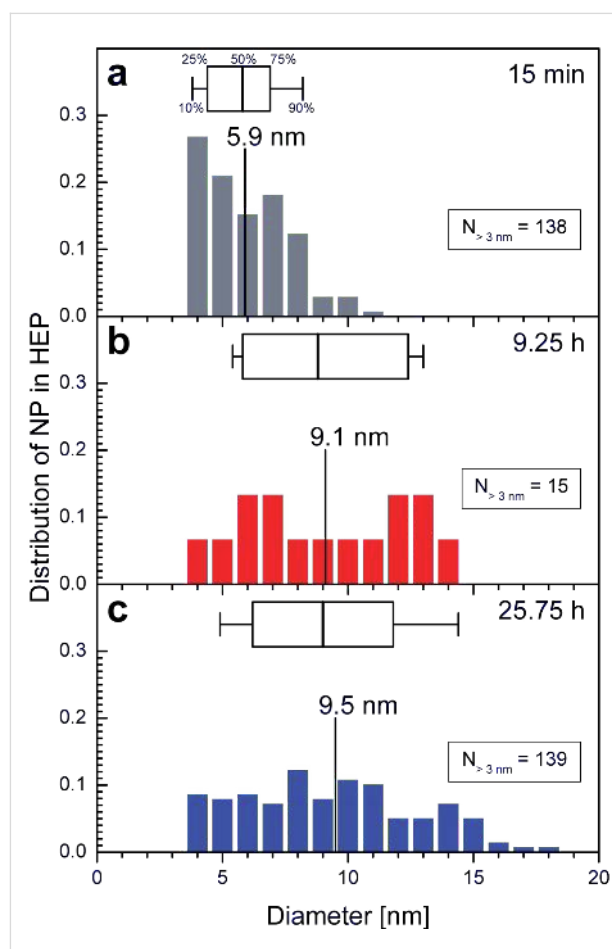 a
25% 50% 75%
10% 90%
15 min
5.9 nm
N > 3 nm = 138
0.3
0.2
0.1
0.0
b
9.25 h
9.1 nm
N > 3 nm = 15
0.3
0.2
0.1
0.0
c
25.75 h
9.5 nm
N > 3 nm = 139
0.3
0.2
0.1
0.0
Distribution of NP in HEP
0 5 10 15 20
Diameter [nm]